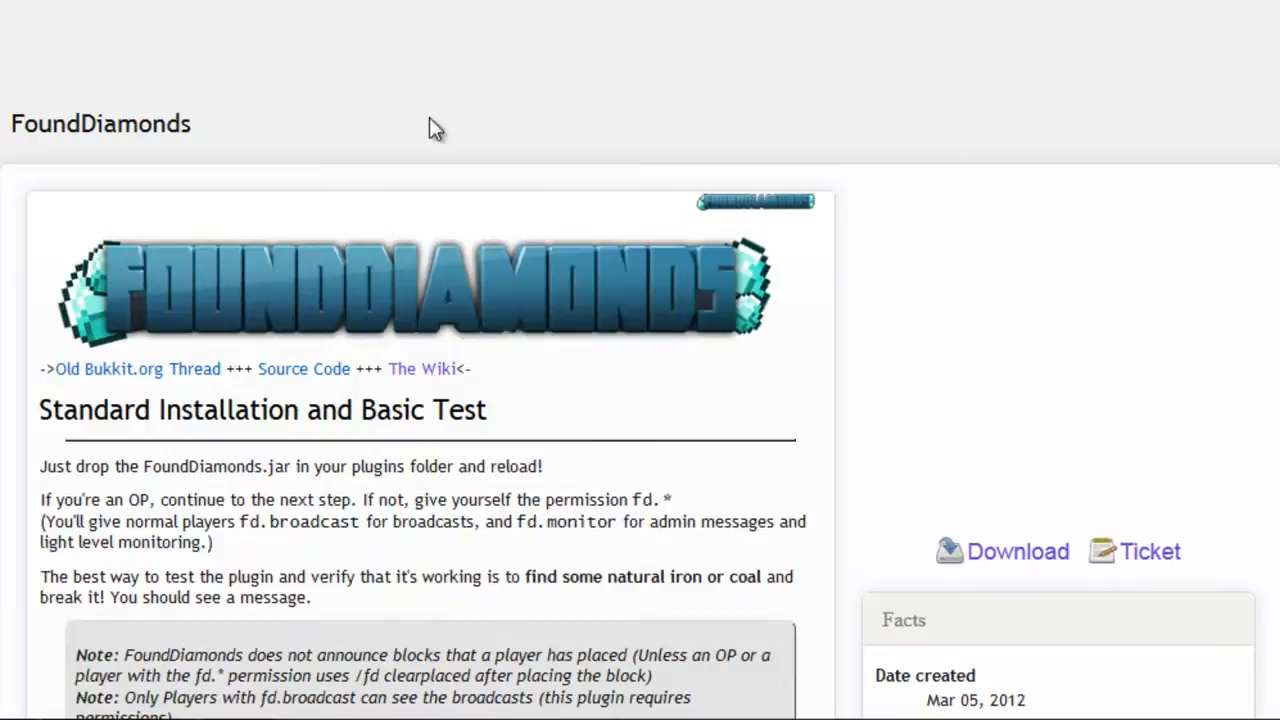 FoundDiamonds
FOUNDDIAMONDS
->Old Bukkit.org Thread +++ Source Code +++ The Wiki<-
Standard Installation and Basic Test
Just drop the FoundDiamonds.jar in your plugins folder and reload!
If you're an OP, continue to the next step. If not, give yourself the permission fd.*
(You'll give normal players fd.broadcast for broadcasts, and fd.monitor for admin messages and
light level monitoring.)
The best way to test the plugin and verify that it's working is to find some natural iron or coal and
break it! You should see a message.
Note: FoundDiamonds does not announce blocks that a player has placed (Unless an OP or a
player with the fd.* permission uses /fd clearplaced after placing the block)
Note: Only Players with fd.broadcast can see the broadcasts (this plugin requires
permissions)
Download Ticket
Facts
Date created
Mar 05, 2012